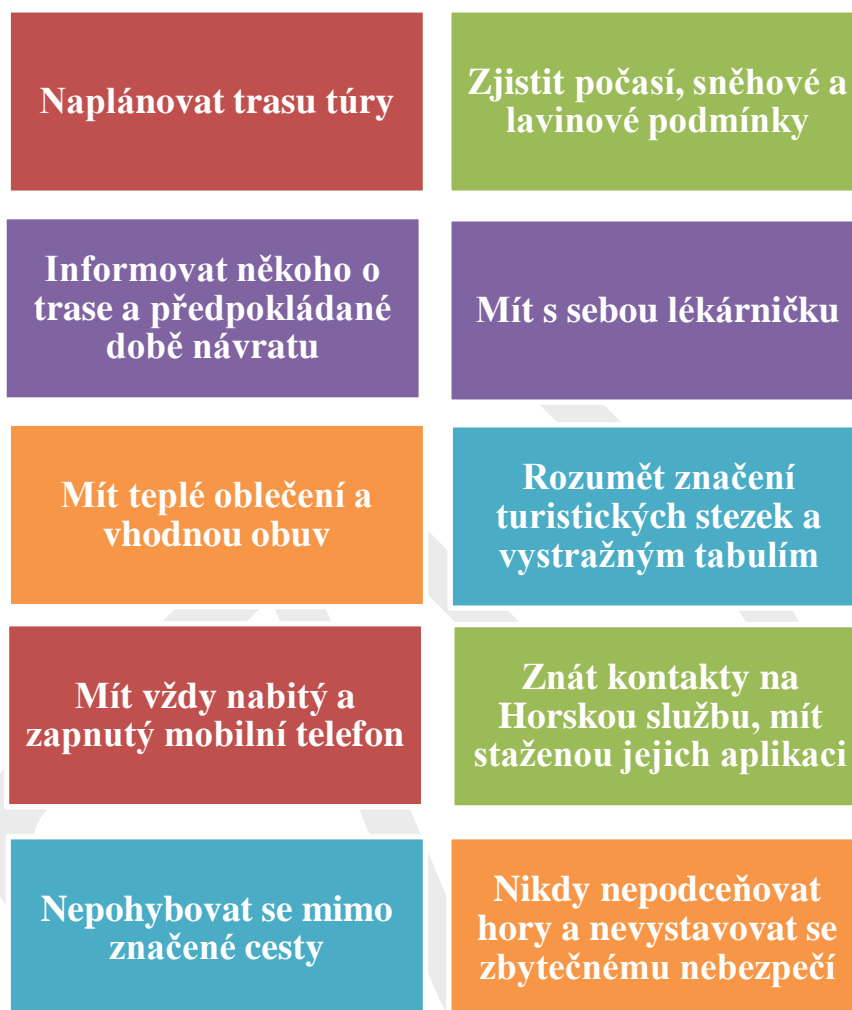 Naplánovat trasu túry
Zjistit počasí, sněhové a
lavinové podmínky
Informovat někoho o
trase a předpokládané
době návratu
Mít s sebou lékárničku
Mít teplé oblečení a
vhodnou obuv
Rozumět značení
turistických stezek a
vystražným tabulím
Mít vždy nabitý a
zapnutý mobilní telefon
Znát kontakty na
Horskou službu, mít
staženou jejich aplikaci
Nepohybovat se mimo
značené cesty
Nikdy nepodceňovat
hory a nevystavovat se
zbytečnému nebezpečí